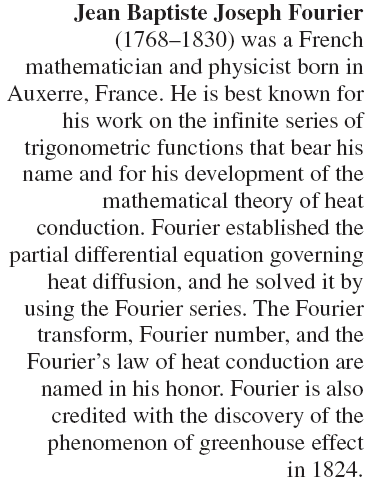 Jean Baptiste Joseph Fourier
(1768–1830) was a French
mathematician and physicist born in
Auxerre, France. He is best known for
his work on the infinite series of
trigonometric functions that bear his
name and for his development of the
mathematical theory of heat
conduction. Fourier established the
partial differential equation governing
heat diffusion, and he solved it by
using the Fourier series. The Fourier
transform, Fourier number, and the
Fourier’s law of heat conduction are
named in his honor. Fourier is also
credited with the discovery of the
phenomenon of greenhouse effect
in 1824.